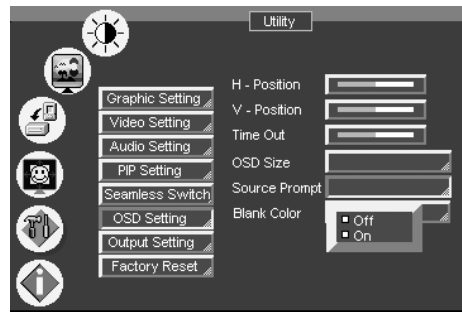 Utility
Graphic Setting
Video Setting
Audio Setting
PIP Setting
Seamless Switch
OSD Setting
Output Setting
Factory Reset
H - Position
V - Position
Time Out
OSD Size
Source Prompt
Blank Color
Off
On